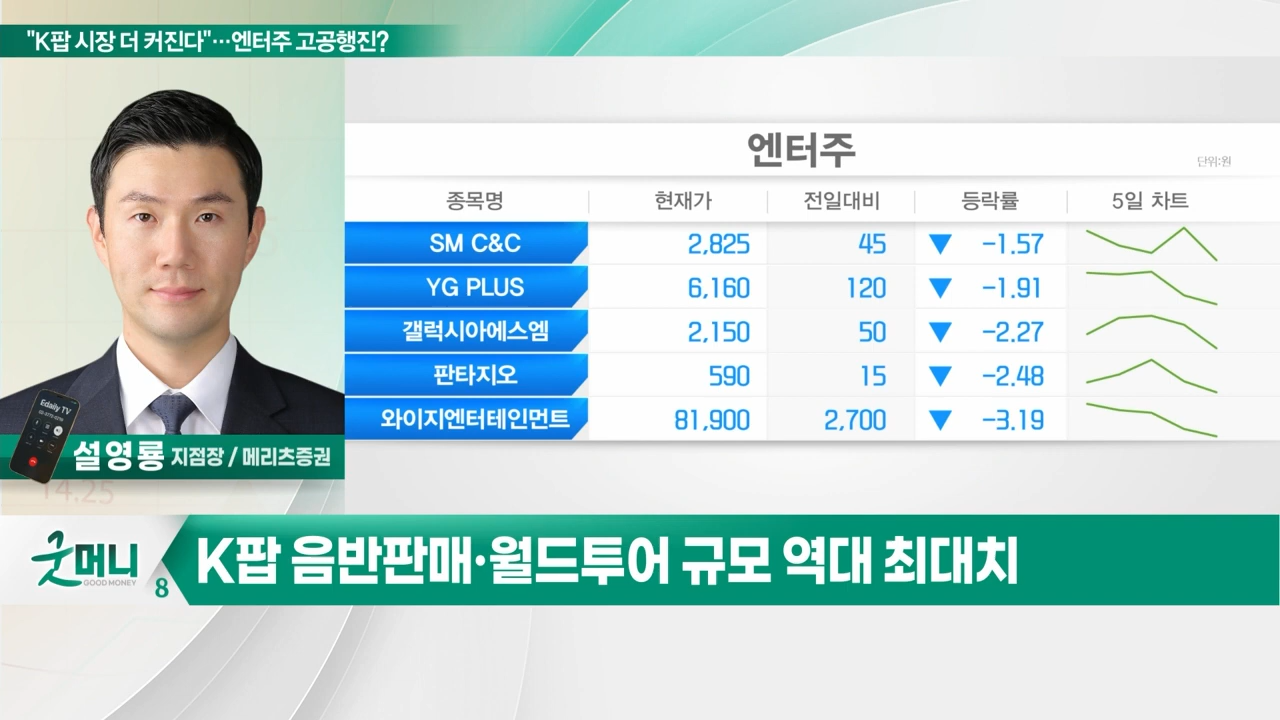 "K팝 시장 더 커진다"…엔터주 고공행진?
엔터주
단위:원
종목명 현재가 전일대비 등락률 5일 차트
SM C&C 2,825 45 ▼ -1.57
YG PLUS 6,160 120 ▼ -1.91
갤럭시아에스엠 2,150 50 ▼ -2.27
판타지오 590 15 ▼ -2.48
와이지엔터테인먼트 81,900 2,700 ▼ -3.19
Edaily TV
설영룡 지점장 / 메리츠증권
14.25
굿머니
GOOD MONEY
8
K팝 음반판매·월드투어 규모 역대 최대치